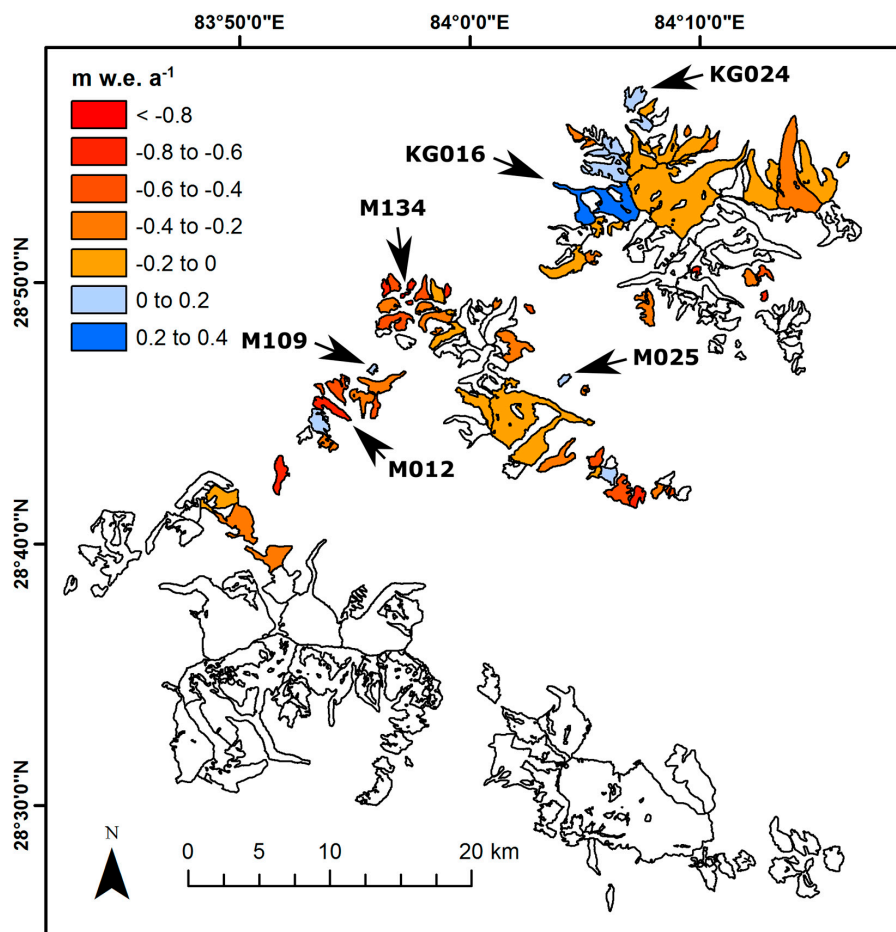 83°50'0"E
84°0'0"E
84°10'0"E
m w.e. a⁻¹
< -0.8
-0.8 to -0.6
-0.6 to -0.4
-0.4 to -0.2
-0.2 to 0
0 to 0.2
0.2 to 0.4
KG024
KG016
M134
M109
M025
M012
28°50'0"N
28°40'0"N
28°30'0"N
N
0 5 10 20 km